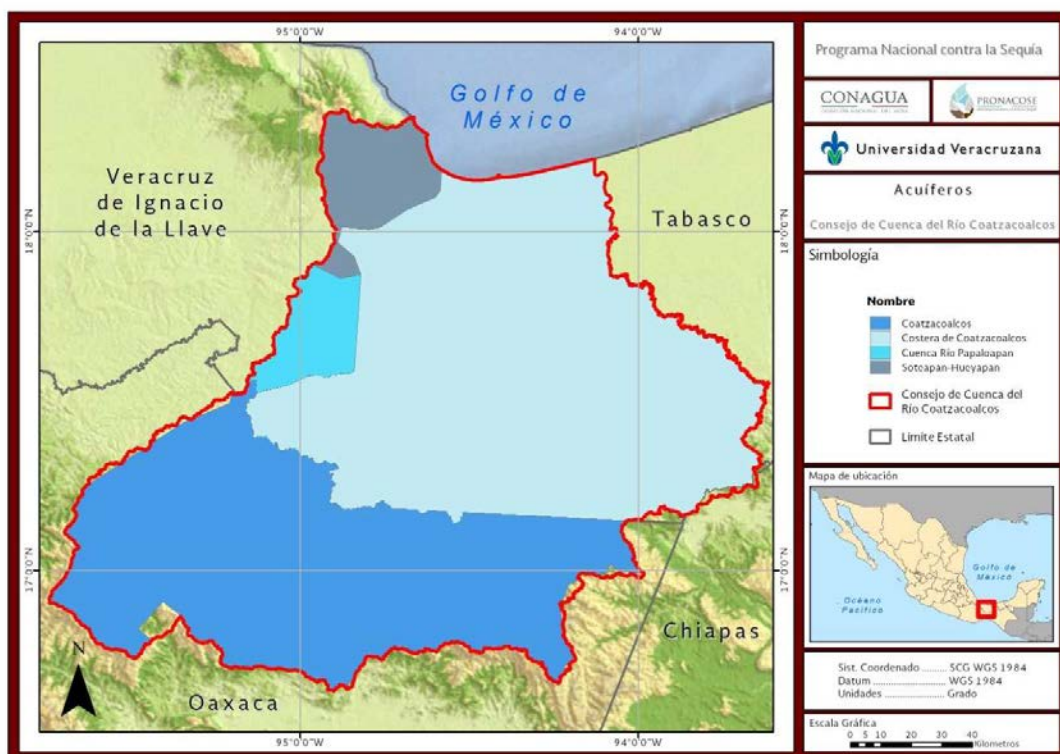 95°0'0"W
94°0'0"W
Golfo de
México
Veracruz
de Ignacio
de la Llave
Tabasco
18°0'0"N
18°0'0"N
17°0'0"N
17°0'0"N
Chiapas
Oaxaca
N
95°0'0"W
94°0'0"W
Programa Nacional contra la Sequía
CONAGUA
PRONACOSE
Universidad Veracruzana
Acuíferos
Consejo de Cuenca del Río Coatzacoalcos
Simbología
Nombre
Coatzacoalcos
Costera de Coatzacoalcos
Cuenca Río Papaloapan
Soteapan-Hueyapan
Consejo de Cuenca del
Río Coatzacoalcos
Límite Estatal
Mapa de ubicación
Golfo de
México
Océano
Pacífico
Sist. Coordenado ......... SCG WGS 1984
Datum ......................... WGS 1984
Unidades ..................... Grado
Escala Gráfica
0 5 10 20 30 40
Kilometros